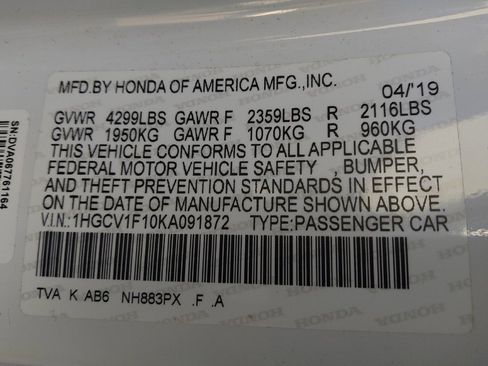 MFD.BY HONDA OF AMERICA MFG.,INC. 04/'19
GVWR 4299LBS GAWR F 2359LBS R 2116LBS
GVWR 1950KG GAWR F 1070KG R 960KG
THIS VEHICLE CONFORMS TO ALL APPLICABLE
FEDERAL MOTOR VEHICLE SAFETY , BUMPER,
AND THEFT PREVENTION STANDARDS IN EFFECT
ON THE DATE OF MANUFACTURE SHOWN ABOVE.
V.I.N.:1HGCV1F10KA091872 TYPE:PASSENGER CAR
TVA K AB6 NH883PX .F .A
SN:DVA087761164